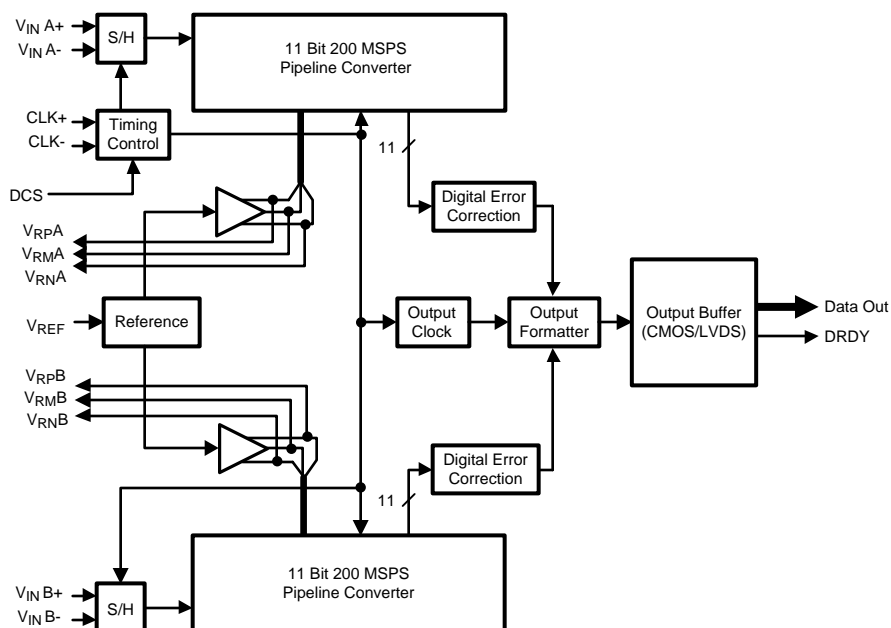 VIN A+
VIN A-
S/H
11 Bit 200 MSPS
Pipeline Converter
CLK+
CLK-
Timing
Control
11
DCS
Digital Error
Correction
VRPA
VRMA
VRNA
VREF
Reference
Output
Clock
Output
Formatter
Output Buffer
(CMOS/LVDS)
Data Out
DRDY
VRPB
VRMB
VRNB
Digital Error
Correction
11
11 Bit 200 MSPS
Pipeline Converter
VIN B+
VIN B-
S/H